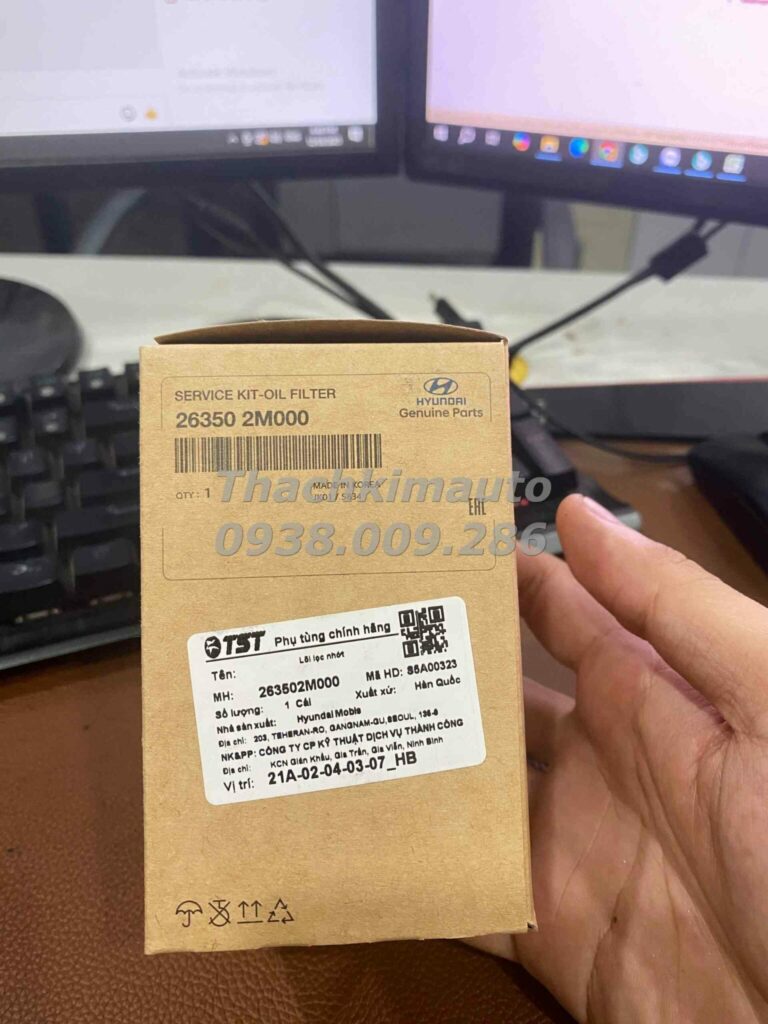 SERVICE KIT-OIL FILTER
26350 2M000
HYUNDAI
Genuine Parts
QTY : 1
MADE IN KOREA
EAC
Thachkimauto
0938.009.286
TST Phụ tùng chính hãng
Lõi lọc nhớt
Tên:
MH: 263502M000 Mã HD: S5A00323
Số lượng: 1 Cái Xuất xứ: Hàn Quốc
Nhà sản xuất: Hyundai Mobis
Địa chỉ: 203, TEHERAN-RO, GANGNAM-GU, SEOUL, 135-8
NK&PP: CÔNG TY CP KỸ THUẬT DỊCH VỤ THÀNH CÔNG
Địa chỉ: KCN Gián Khẩu, Gia Trấn, Gia Viễn, Ninh Bình
Vị trí: 21A-02-04-03-07_HB